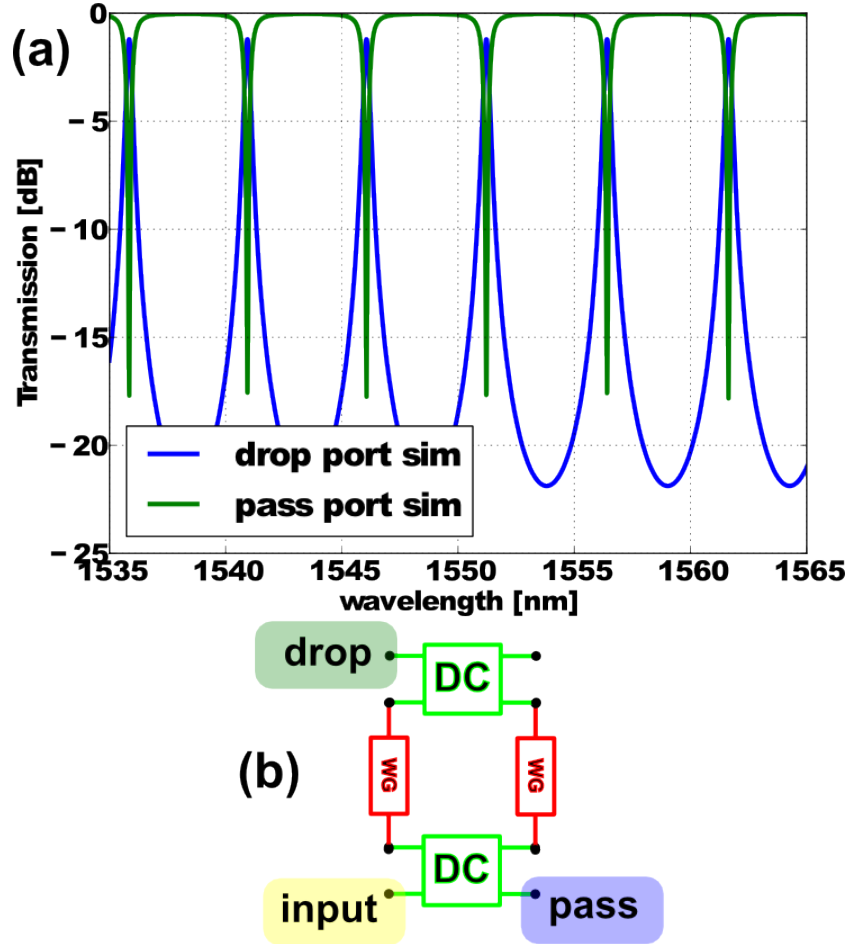 (a)
0
−5
−10
−15
−20
−25
Transmission [dB]
drop port sim
pass port sim
1535 1540 1545 1550 1555 1560 1565
wavelength [nm]
drop
DC
(b)
WG
WG
DC
input
pass